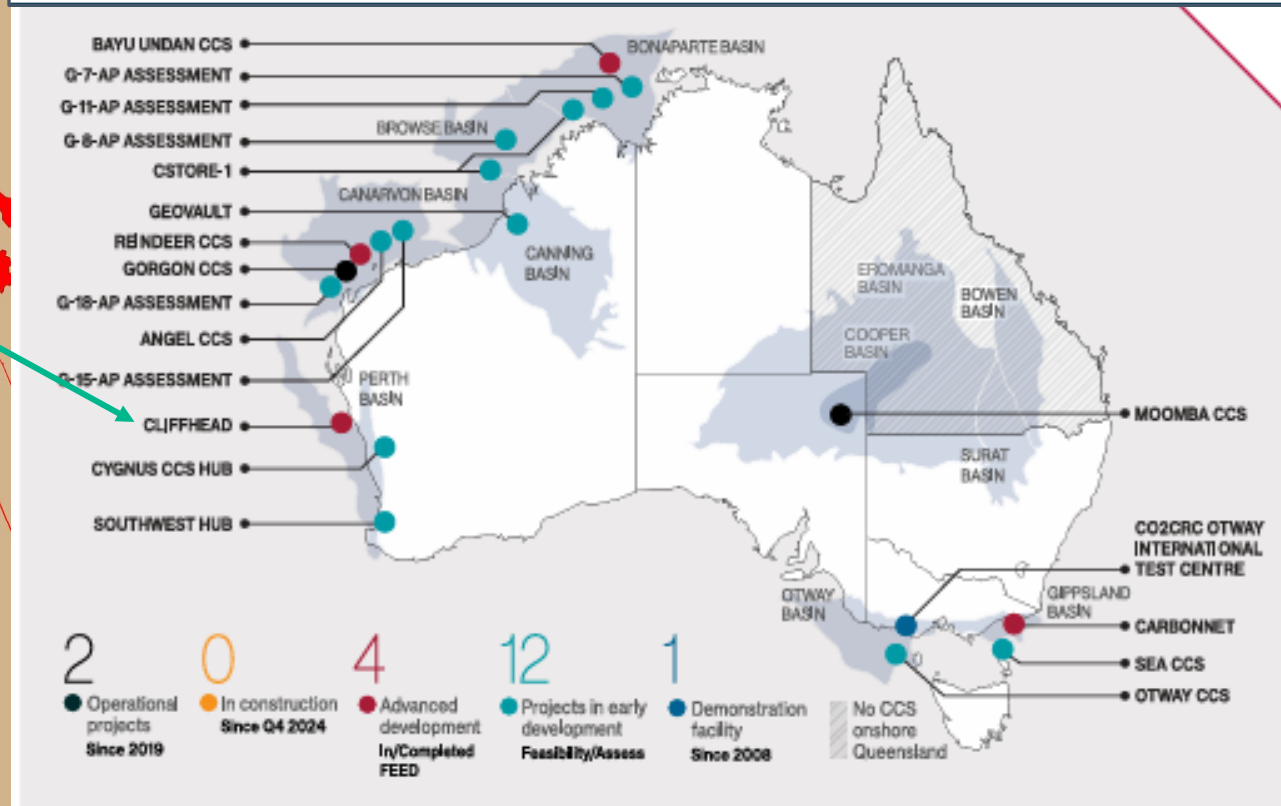 BAYU UNDAN CCS
G-7-AP ASSESSMENT
G-11-AP ASSESSMENT
G-8-AP ASSESSMENT
CSTORE-1
GEOVAULT
REINDEER CCS
GORGON CCS
G-18-AP ASSESSMENT
ANGEL CCS
G-15-AP ASSESSMENT
CLIFFHEAD
CYGNUS CCS HUB
SOUTHWEST HUB
BONAPARTE BASIN
BROWSE BASIN
CANARVON BASIN
CANNING
BASIN
PERTH
BASIN
EROMANGA
BASIN
BOWEN
BASIN
COOPER
BASIN
SURAT
BASIN
OTWAY
BASIN
GIPPSLAND
BASIN
MOOMBA CCS
CO2CRC OTWAY
INTERNATIONAL
TEST CENTRE
CARBONNET
SEA CCS
OTWAY CCS
2
Operational
projects
Since 2019
0
In construction
Since Q4 2024
4
Advanced
development
In/Completed
FEED
12
Projects in early
development
Feasibility/Assess
1
Demonstration
facility
Since 2008
No CCS
onshore
Queensland